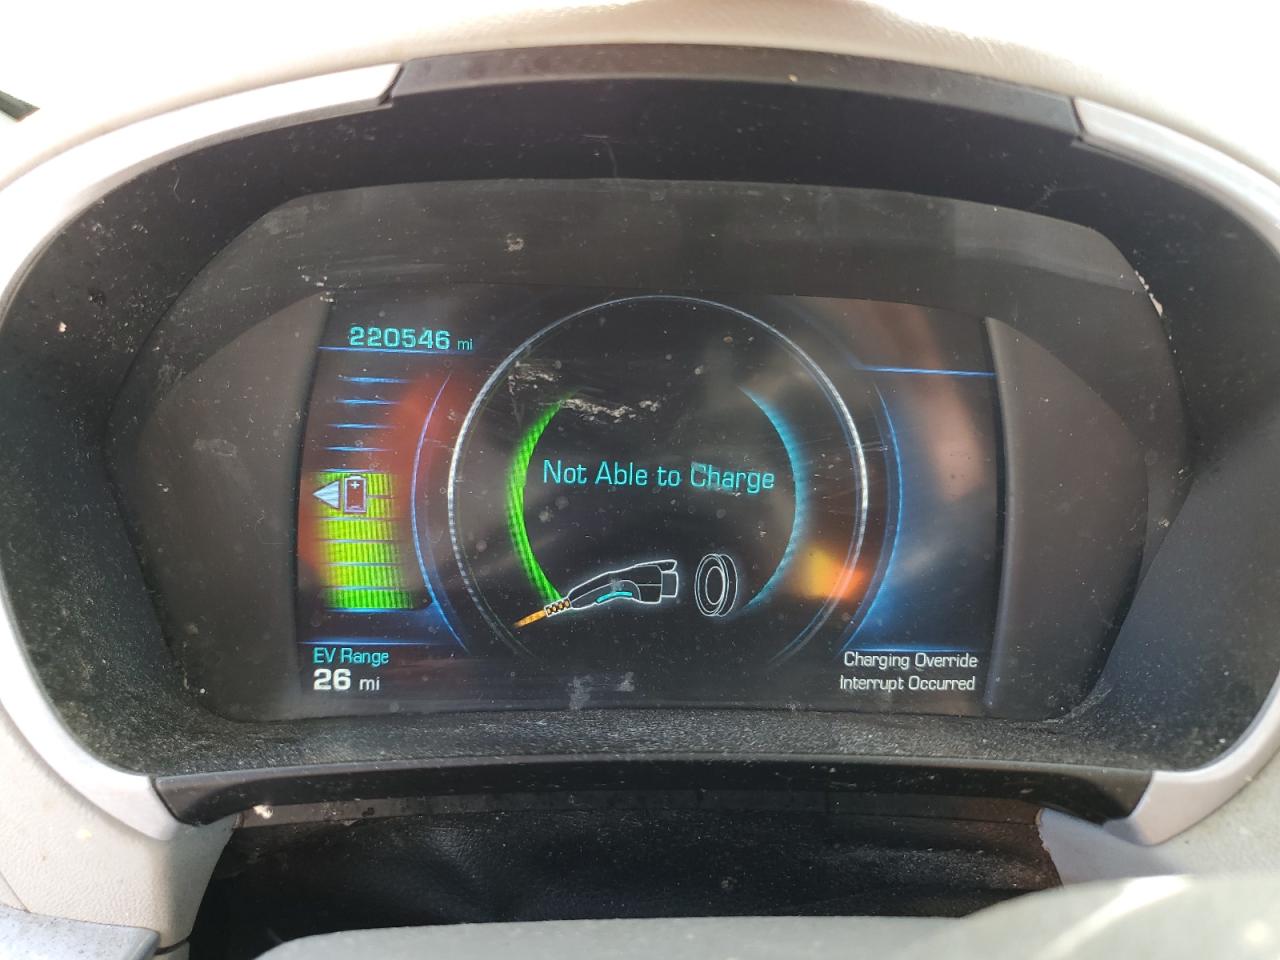 220546 mi
Not Able to Charge
EV Range
26 mi
Charging Override
Interrupt Occurred